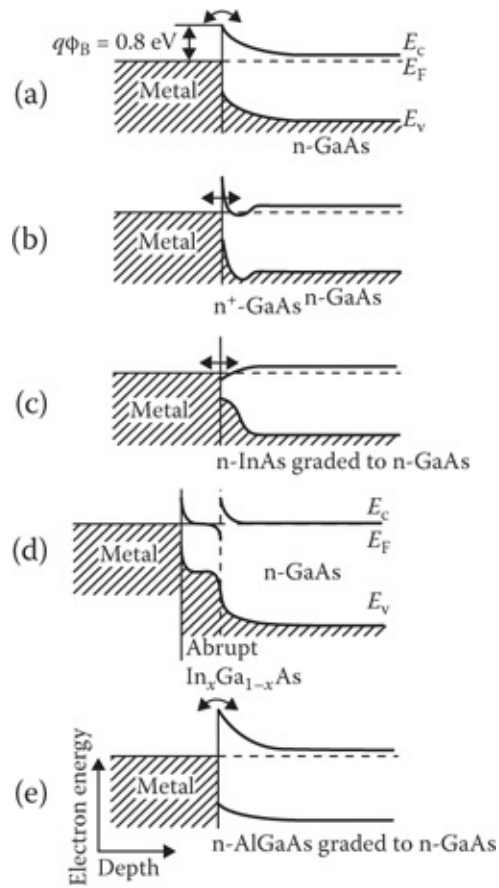 qϕB = 0.8 eV
Ec
EF
(a)
Metal
Ev
n-GaAs
(b)
Metal
n+-GaAs n-GaAs
(c)
Metal
n-InAs graded to n-GaAs
Ec
(d)
Metal
EF
n-GaAs
Ev
Abrupt
InxGa1−xAs
(e)
Metal
Electron energy
n-AlGaAs graded to n-GaAs
Depth